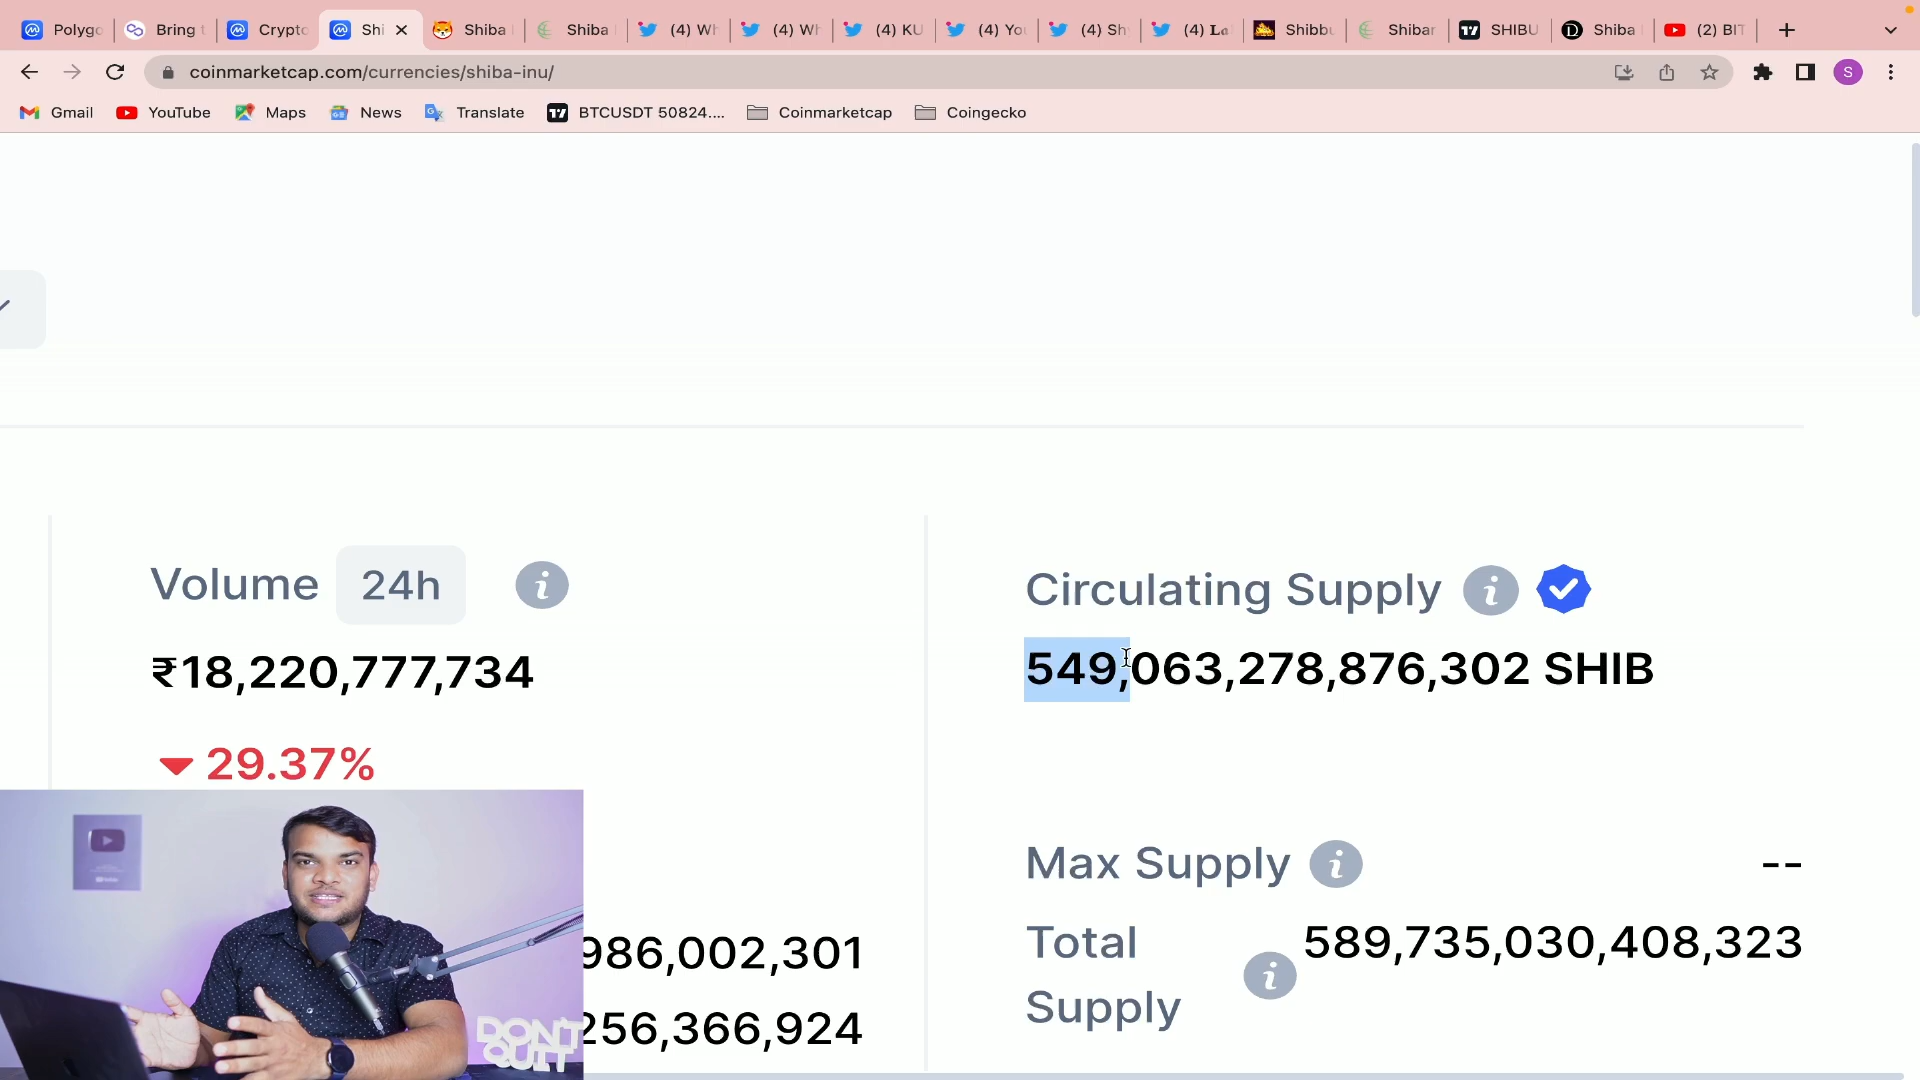 Polyg
Bring t
Crypto
Shi
Shiba
Shiba
(4) Wh
(4) Wh
(4) KU
(4) Yo
(4) Sh
(4) La
Shibbu
Shibar
SHIBU
Shiba
(2) BIT
coinmarketcap.com/currencies/shiba-inu/
S
Gmail
YouTube
Maps
News
Translate
BTCUSDT 50824....
Coinmarketcap
Coingecko
Volume 24h
Circulating Supply
₹18,220,777,734
549,063,278,876,302 SHIB
29.37%
Max Supply --
986,002,301
Total Supply 589,735,030,408,323
256,366,924
DON'T
QUIT